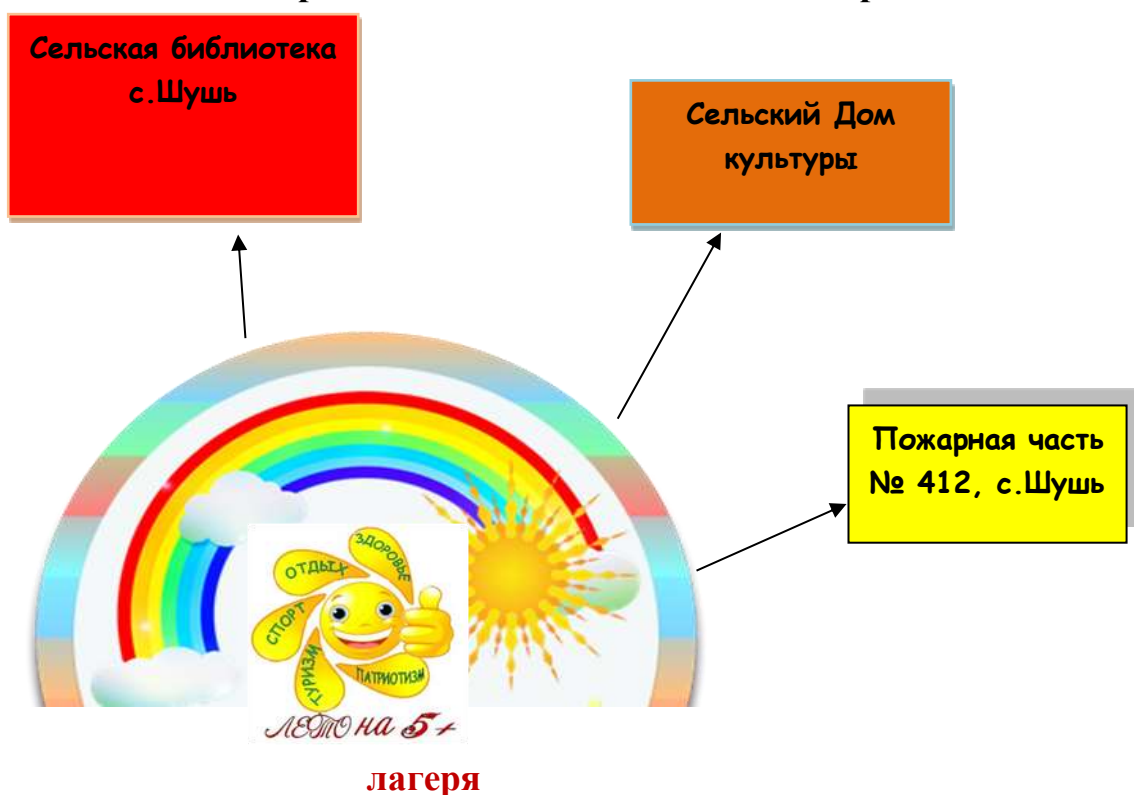 Сельская библиотека
с.Шушь
Сельский Дом
культуры
Пожарная часть
№ 412, с.Шушь
ЗДОРОВЬЕ
ОТДЫХ
СПОРТ
ТУРИЗМ
ПАТРИОТИЗМ
ЛЕТО на 5+
лагеря